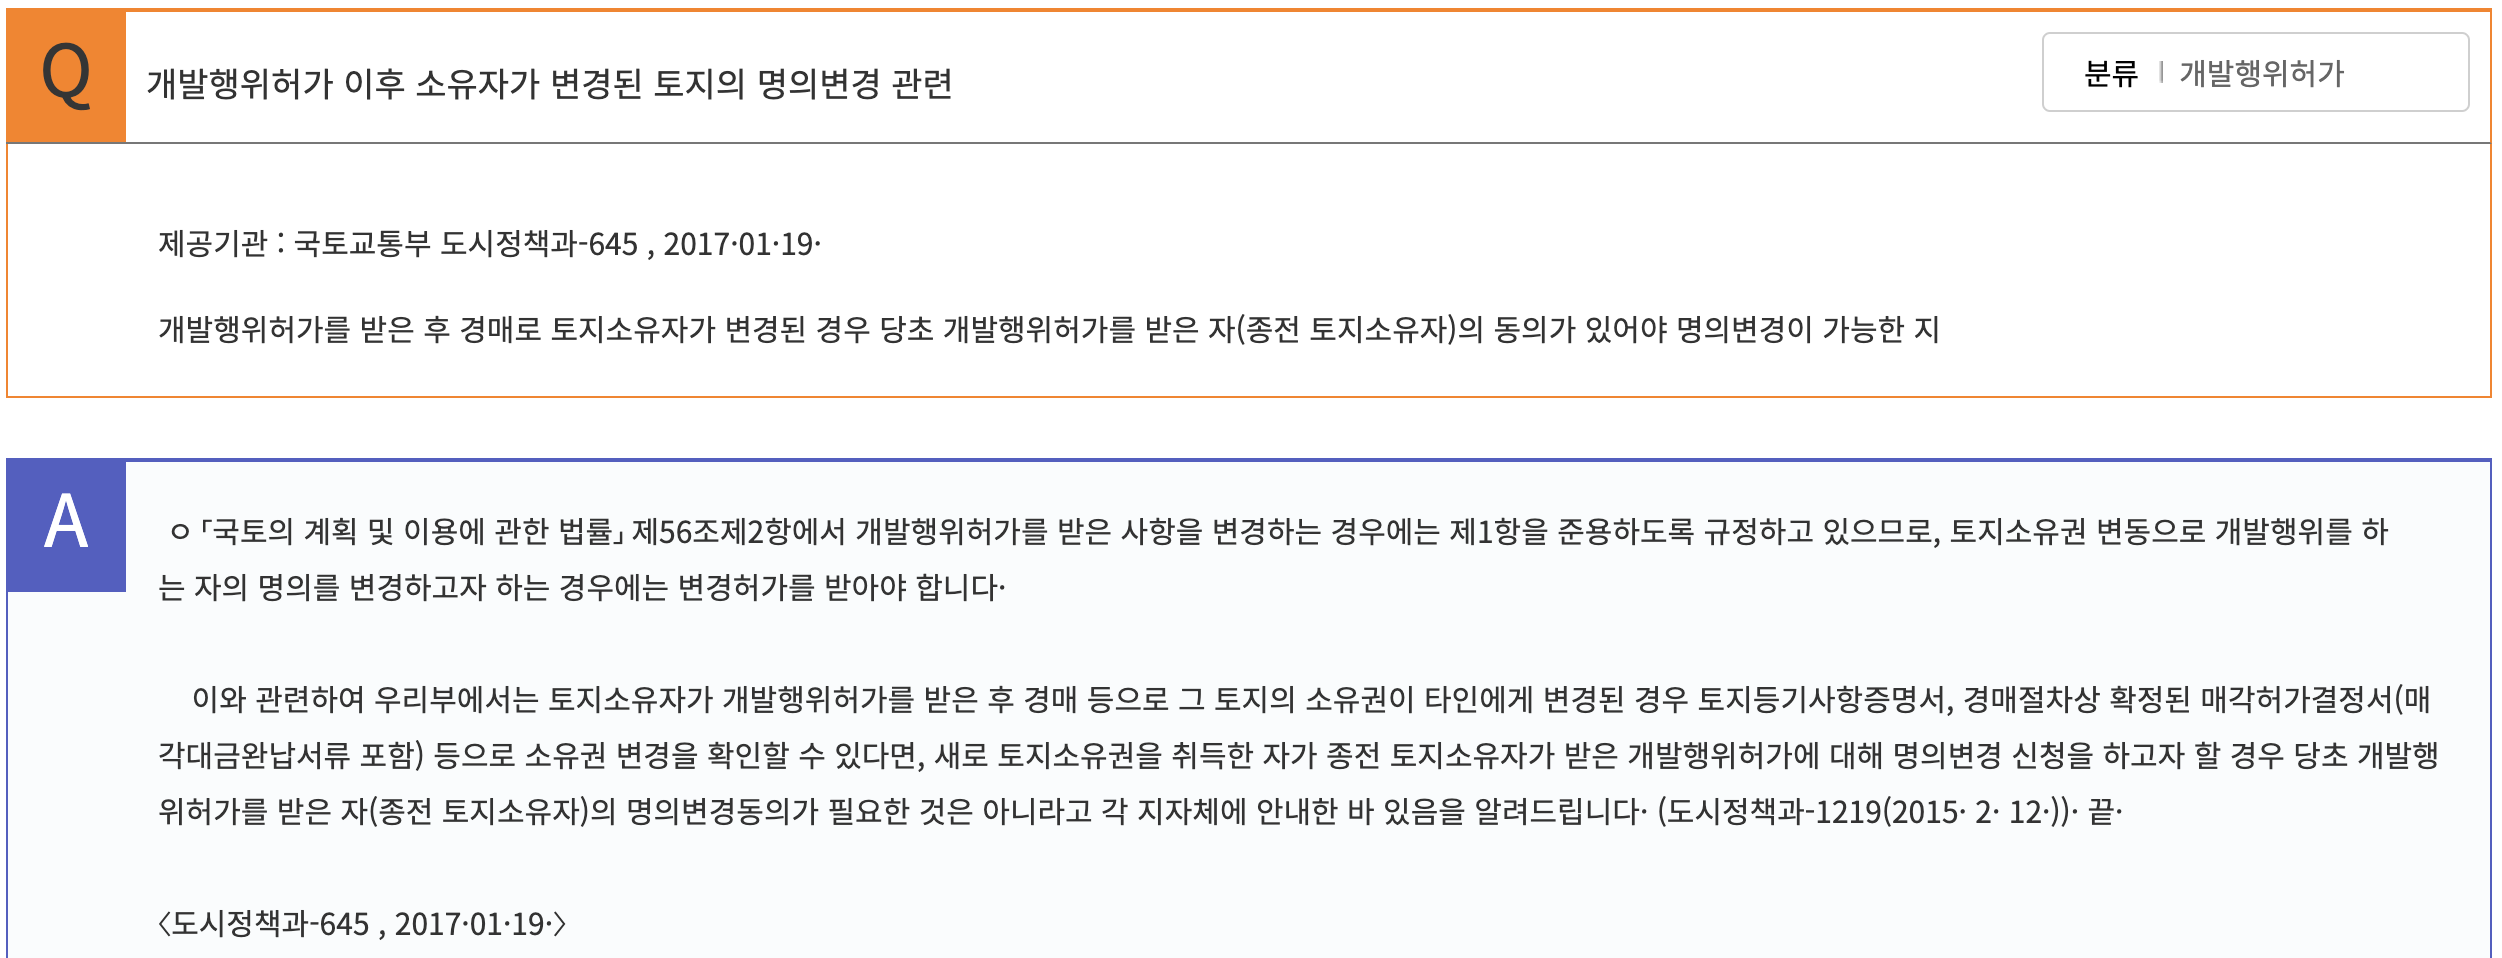 Q
개발행위허가 이후 소유자가 변경된 토지의 명의변경 관련
분류 | 개발행위허가
제공기관 : 국토교통부 도시정책과-645 , 2017·01·19·
개발행위허가를 받은 후 경매로 토지소유자가 변경된 경우 당초 개발행위허가를 받은 자(종전 토지소유자)의 동의가 있어야 명의변경이 가능한 지
A
ㅇ「국토의 계획 및 이용에 관한 법률」제56조제2항에서 개발행위허가를 받은 사항을 변경하는 경우에는 제1항을 준용하도록 규정하고 있으므로, 토지소유권 변동으로 개발행위를 하
는 자의 명의를 변경하고자 하는 경우에는 변경허가를 받아야 합니다·
이와 관련하여 우리부에서는 토지소유자가 개발행위허가를 받은 후 경매 등으로 그 토지의 소유권이 타인에게 변경된 경우 토지등기사항증명서, 경매절차상 확정된 매각허가결정서(매
각대금완납서류 포함) 등으로 소유권 변경을 확인할 수 있다면, 새로 토지소유권을 취득한 자가 종전 토지소유자가 받은 개발행위허가에 대해 명의변경 신청을 하고자 할 경우 당초 개발행
위허가를 받은 자(종전 토지소유자)의 명의변경동의가 필요한 것은 아니라고 각 지자체에 안내한 바 있음을 알려드립니다· (도시정책과-1219(2015· 2· 12·))· 끝·
〈도시정책과-645 , 2017·01·19·〉